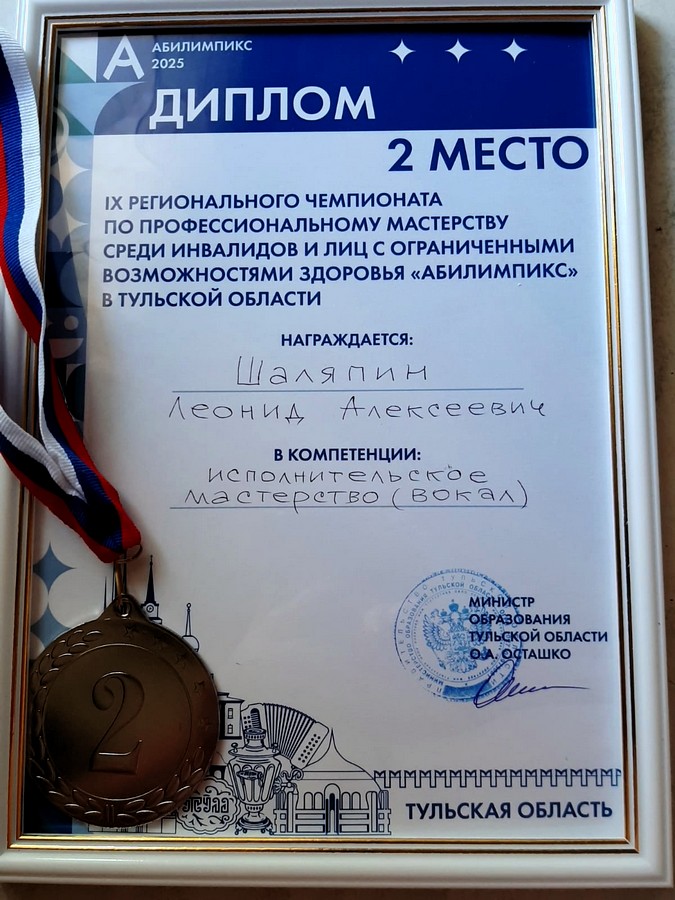 АБИЛИМПИКС
2025
ДИПЛОМ
2 МЕСТО
IX РЕГИОНАЛЬНОГО ЧЕМПИОНАТА
ПО ПРОФЕССИОНАЛЬНОМУ МАСТЕРСТВУ
СРЕДИ ИНВАЛИДОВ И ЛИЦ С ОГРАНИЧЕННЫМИ
ВОЗМОЖНОСТЯМИ ЗДОРОВЬЯ «АБИЛИМПИКС»
В ТУЛЬСКОЙ ОБЛАСТИ
НАГРАЖДАЕТСЯ:
Шаляпин
Леонид Алексеевич
В КОМПЕТЕНЦИИ:
исполнительское
мастерство (вокал)
МИНИСТР
ОБРАЗОВАНИЯ
ТУЛЬСКОЙ ОБЛАСТИ
О.А. ОСТАШКО
2
ТУЛЬСКАЯ ОБЛАСТЬ